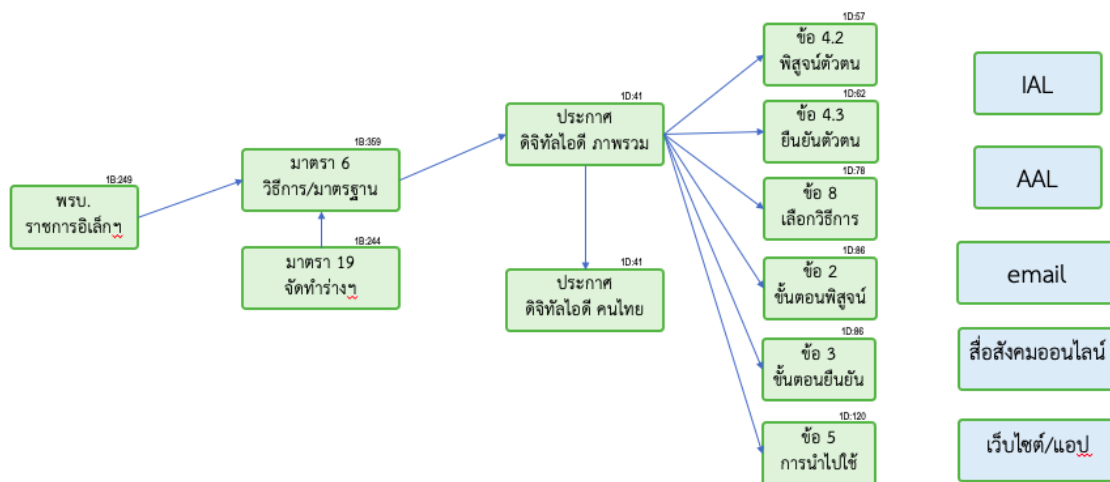 1B:249
พรบ.
ราชการอิเล็กฯ
1B:359
มาตรา 6
วิธีการ/มาตรฐาน
1B:244
มาตรา 19
จัดทำร่างฯ
1D:41
ประกาศ
ดิจิทัลไอดี ภาพรวม
1D:41
ประกาศ
ดิจิทัลไอดี คนไทย
1D:57
ข้อ 4.2
พิสูจน์ตัวตน
1D:62
ข้อ 4.3
ยืนยันตัวตน
1D:78
ข้อ 8
เลือกวิธีการ
1D:86
ข้อ 2
ขั้นตอนพิสูจน์
1D:96
ข้อ 3
ขั้นตอนยืนยัน
1D:120
ข้อ 5
การนำไปใช้
IAL
AAL
email
สื่อสังคมออนไลน์
เว็บไซต์/แอป